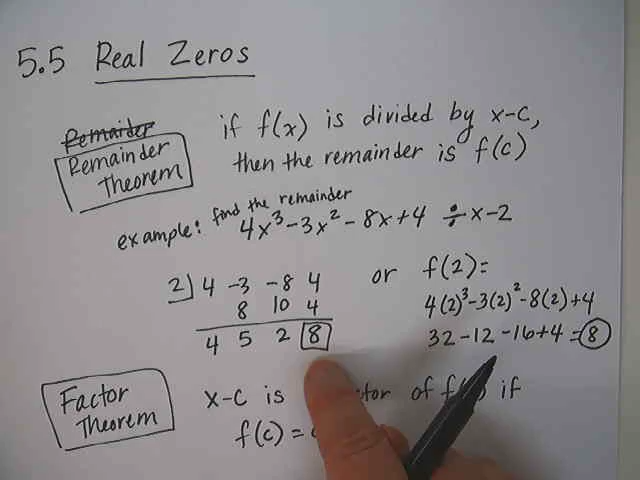 5.5 Real Zeros
Remaider
Remainder
Theorem
if f(x) is divided by x-c,
then the remainder is f(c)
example: find the remainder
4x³-3x²-8x+4 ÷ x-2
2) 4 -3 -8 4
8 10 4
4 5 2 8
or f(2)=
4(2)³-3(2)²-8(2)+4
32-12-16+4=8
Factor
Theorem
x-c is of f( if
f(c) =